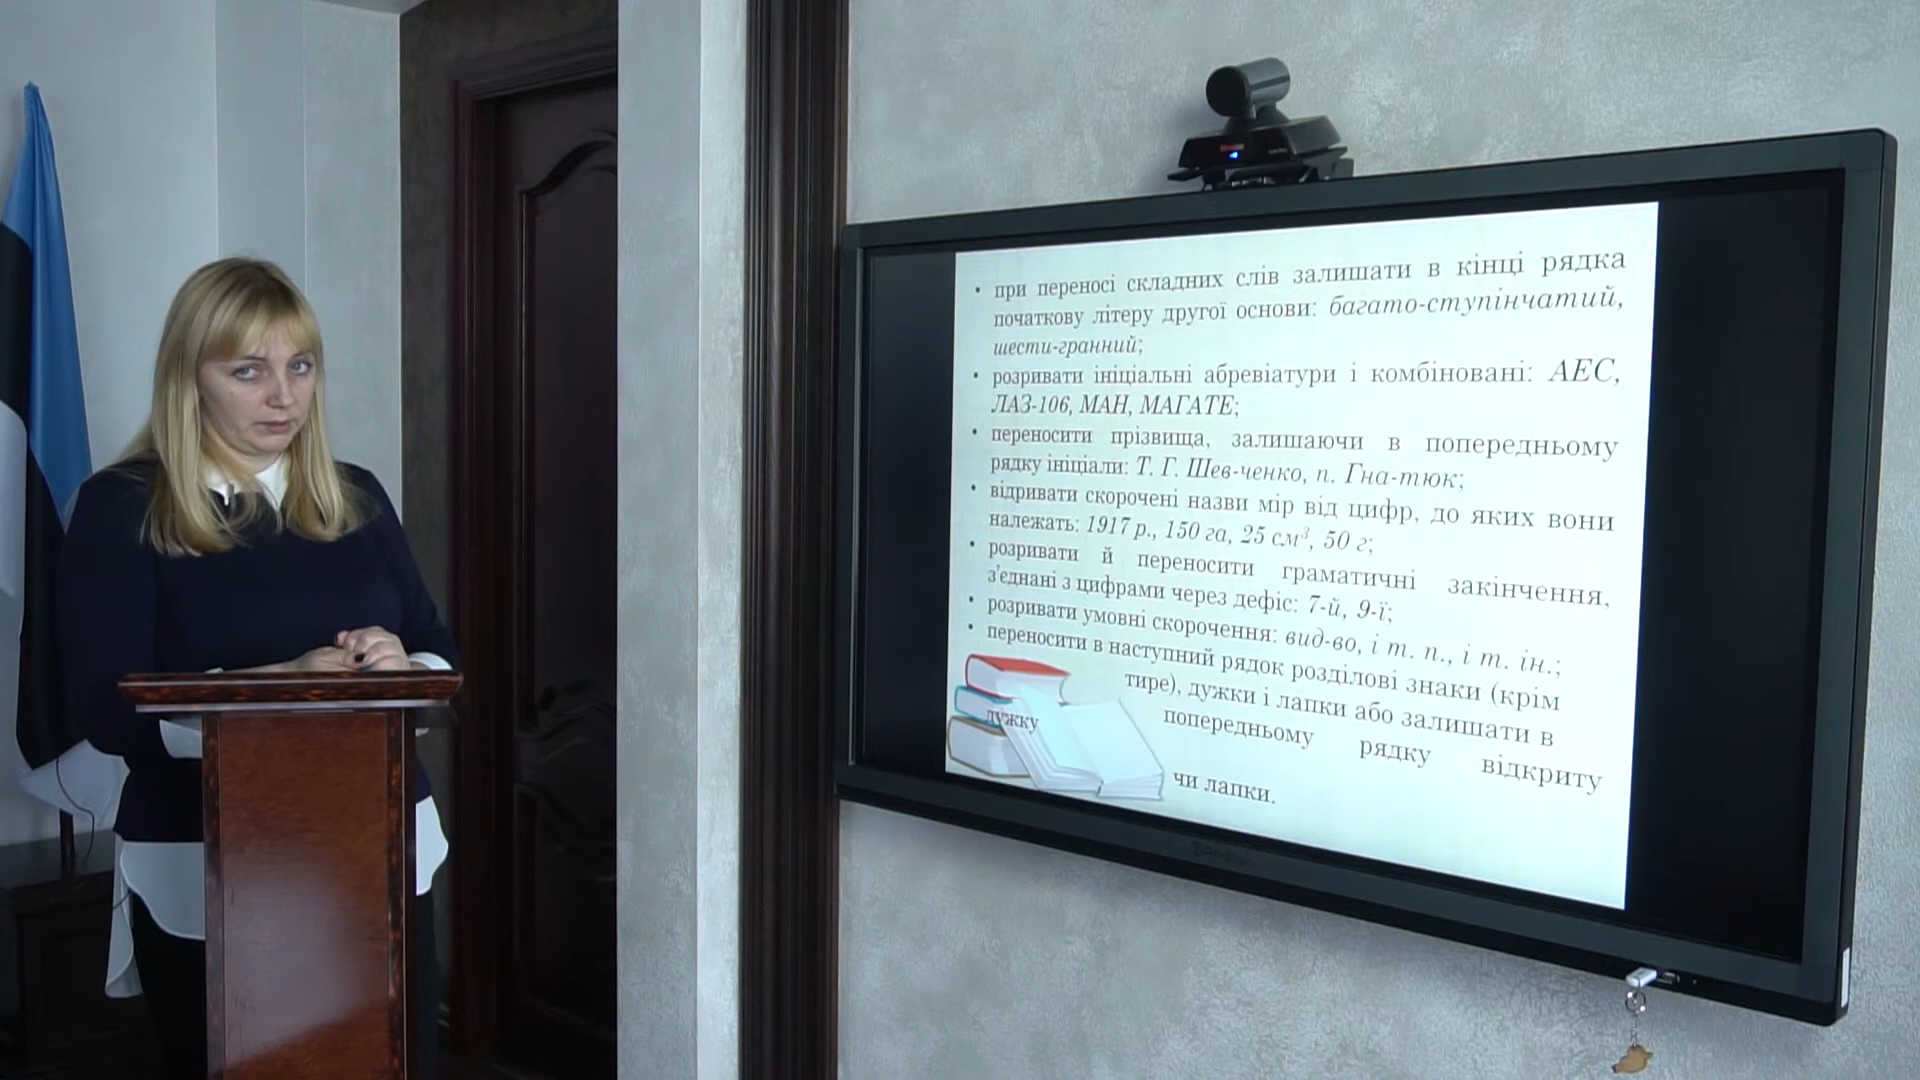 • при переносі складних слів залишати в кінці рядка
початкову літеру другої основи: багато-ступінчатий,
шести-гранний;
• розривати ініціальні абревіатури і комбіновані: АЕС,
ЛАЗ-106, МАН, МАГАТЕ;
• переносити прізвища, залишаючи в попередньому
рядку ініціали: Т. Г. Шев-ченко, п. Гна-тюк;
• відривати скорочені назви мір від цифр, до яких вони
належать: 1917 р., 150 га, 25 см³, 50 г;
• розривати й переносити граматичні закінчення,
з'єднані з цифрами через дефіс: 7-й, 9-ї;
• розривати умовні скорочення: вид-во, і т. п., і т. ін.;
• переносити в наступний рядок розділові знаки (крім
тире), дужки і лапки або залишати в
попередньому рядку відкриту
дужку
чи лапки.